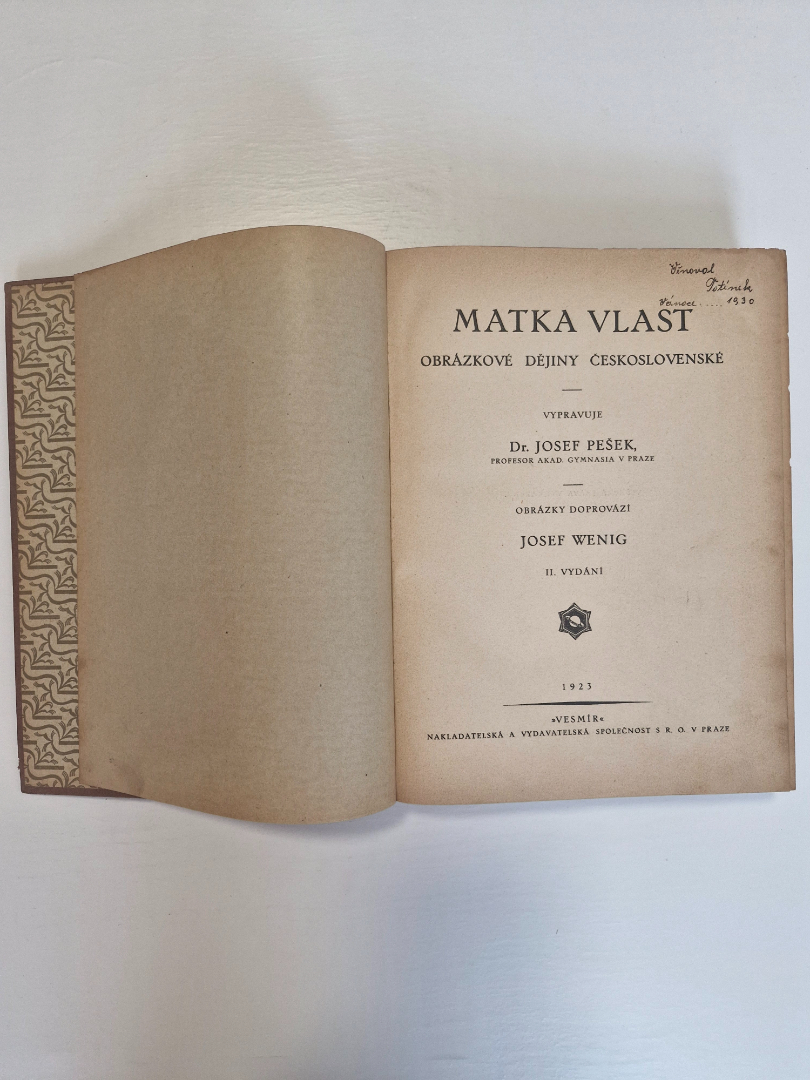 Věnoval
Tatínek
Vánoce ..... 1930
MATKA VLAST
OBRÁZKOVÉ DĚJINY ČESKOSLOVENSKÉ
VYPRAVUJE
Dr. JOSEF PEŠEK,
PROFESOR AKAD. GYMNASIA V PRAZE
OBRÁZKY DOPROVÁZÍ
JOSEF WENIG
II. VYDÁNÍ
1923
»VESMÍR«
NAKLADATELSKÁ A VYDAVATELSKÁ SPOLEČNOST S R. O. V PRAZE